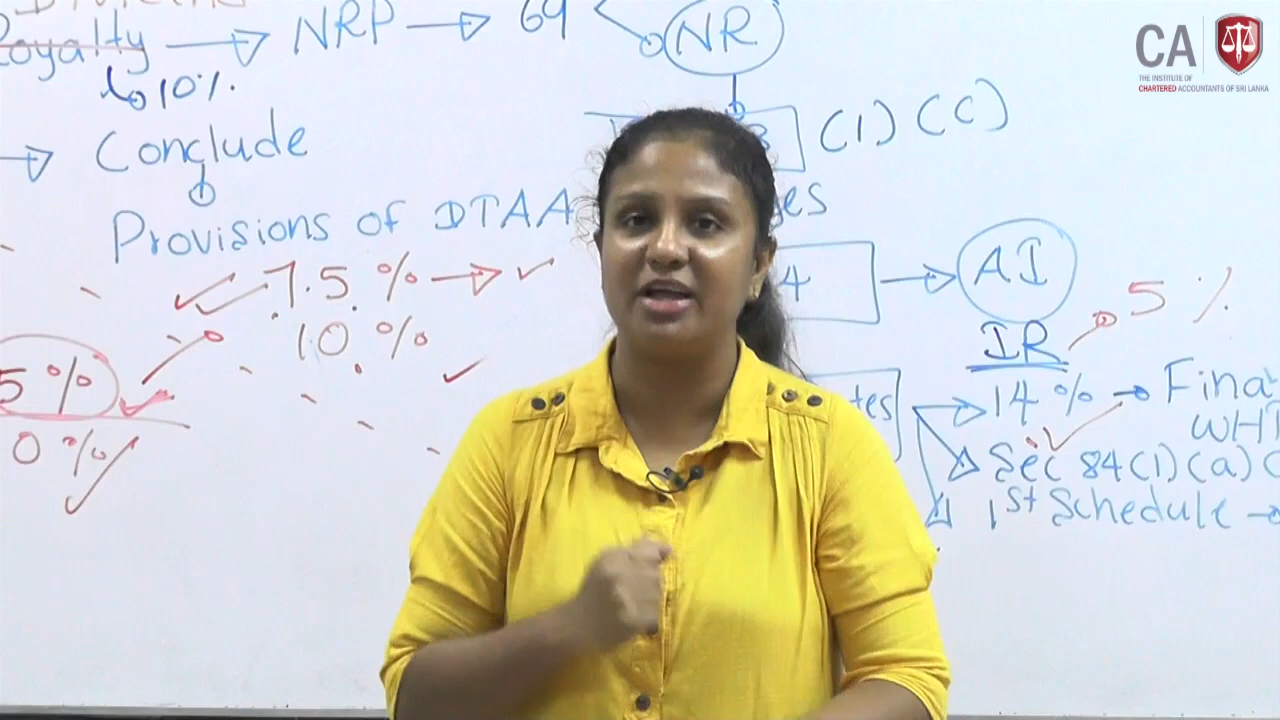 Royalty → NRP → 69
NR
10%.
Conclude
(1) (c)
Provisions of DTAA
7.5 %
4
AI
5 %
10 %
IR
5 %
14 %
WHT
0 %
Sec 84(1)(a)
1st Schedule
CA
THE INSTITUTE OF
CHARTERED ACCOUNTANTS OF SRI LANKA